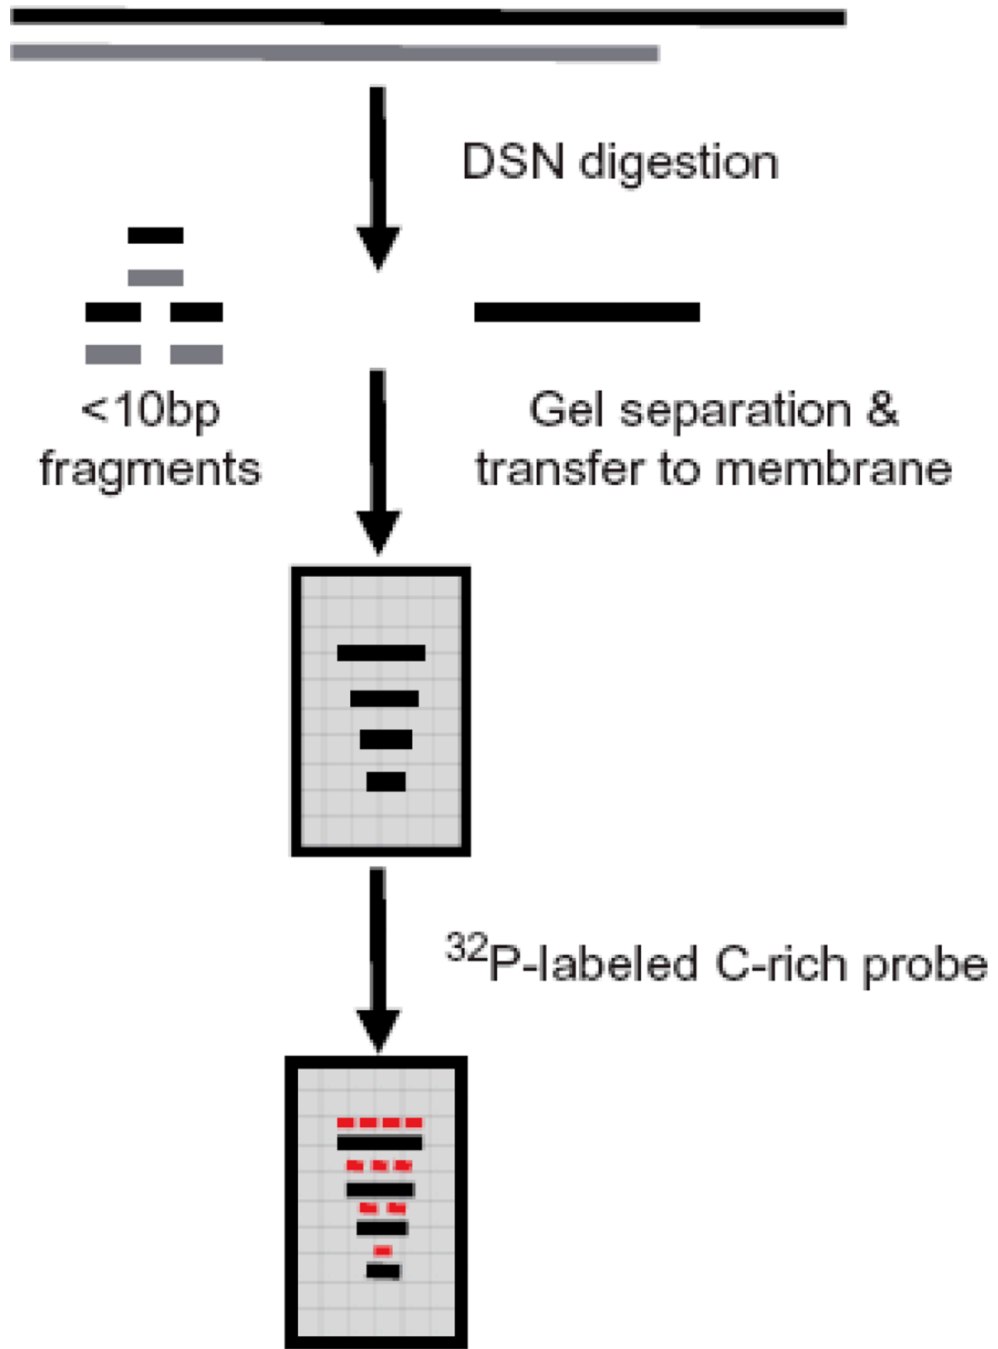 DSN digestion
<10bp
fragments
Gel separation &
transfer to membrane
³²P-labeled C-rich probe